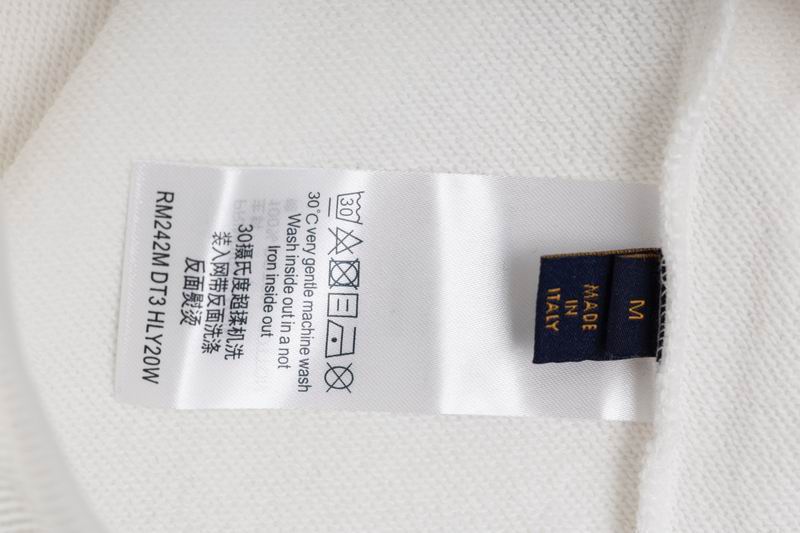 30
30°C very gentle machine wash
Wash inside out in a not
Iron inside out
30摄氏度超揉机洗
装入网带反面洗涤
反面熨烫
RM242M DT3 HLY20W
M
MADE
IN
ITALY